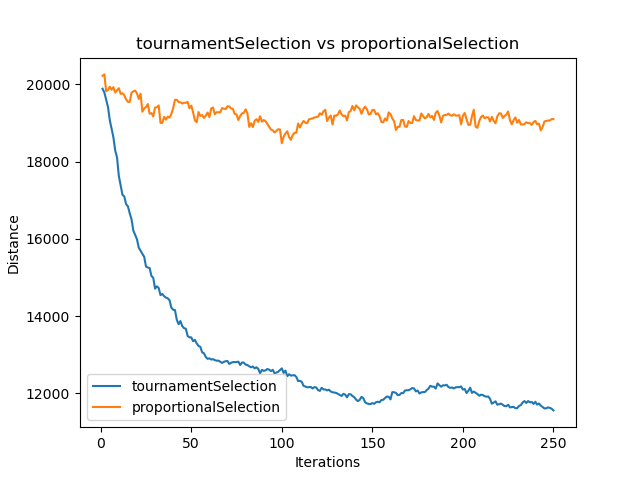 tournamentSelection vs proportionalSelection
Distance
20000
18000
16000
14000
12000
tournamentSelection
proportionalSelection
0 50 100 150 200 250
Iterations